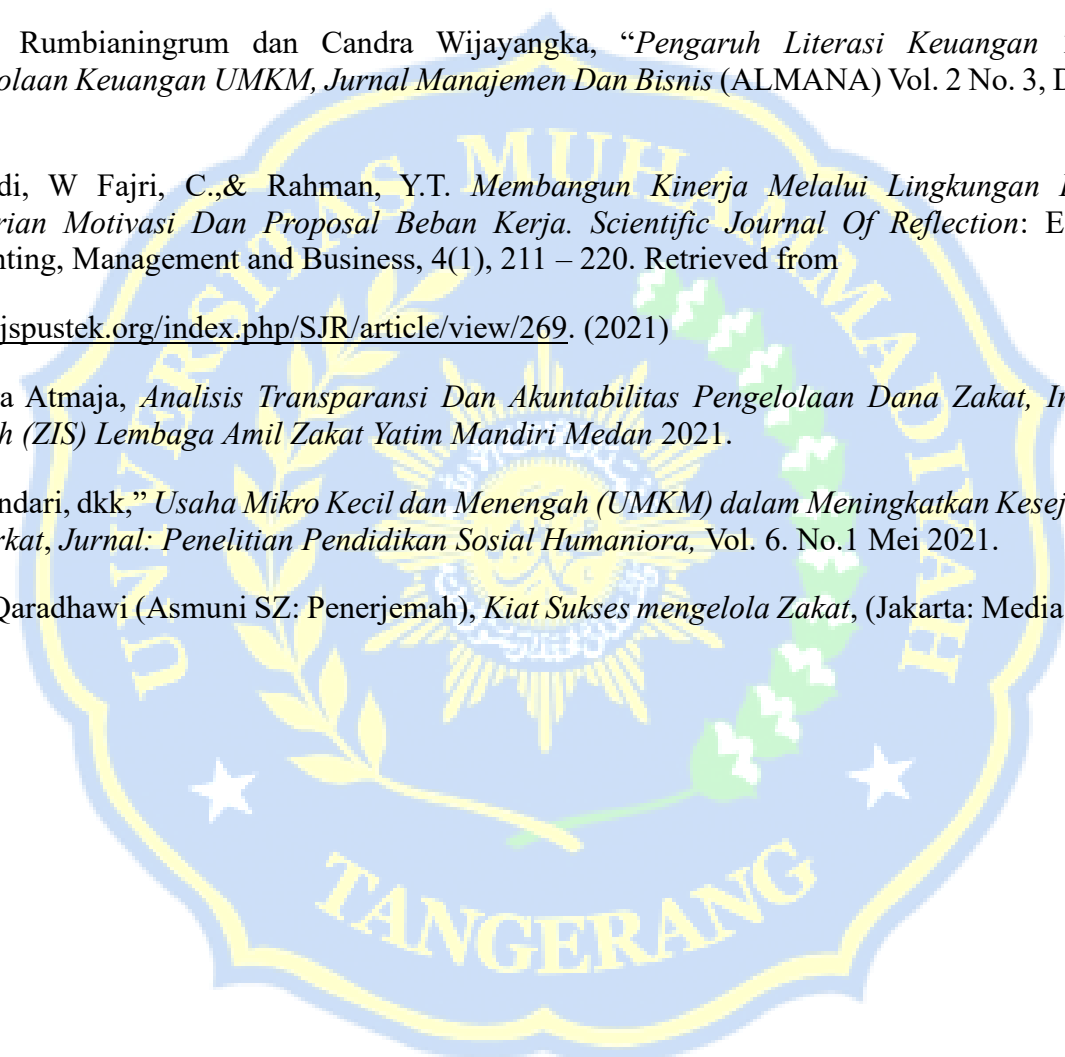 Rumbianingrum dan Candra Wijayangka, “Pengaruh Literasi Keuangan
olaan Keuangan UMKM, Jurnal Manajemen Dan Bisnis (ALMANA) Vol. 2 No. 3, D
di, W Fajri, C.,& Rahman, Y.T. Membangun Kinerja Melalui Lingkungan
rian Motivasi Dan Proposal Beban Kerja. Scientific Journal Of Reflection: E
nting, Management and Business, 4(1), 211 – 220. Retrieved from
jspustek.org/index.php/SJR/article/view/269. (2021)
a Atmaja, Analisis Transparansi Dan Akuntabilitas Pengelolaan Dana Zakat, In
h (ZIS) Lembaga Amil Zakat Yatim Mandiri Medan 2021.
ndari, dkk,” Usaha Mikro Kecil dan Menengah (UMKM) dalam Meningkatkan Kesej
rkat, Jurnal: Penelitian Pendidikan Sosial Humaniora, Vol. 6. No.1 Mei 2021.
Qaradhawi (Asmuni SZ: Penerjemah), Kiat Sukses mengelola Zakat, (Jakarta: Media
UNIVERSITAS MUHAMMADIYAH
TANGERANG